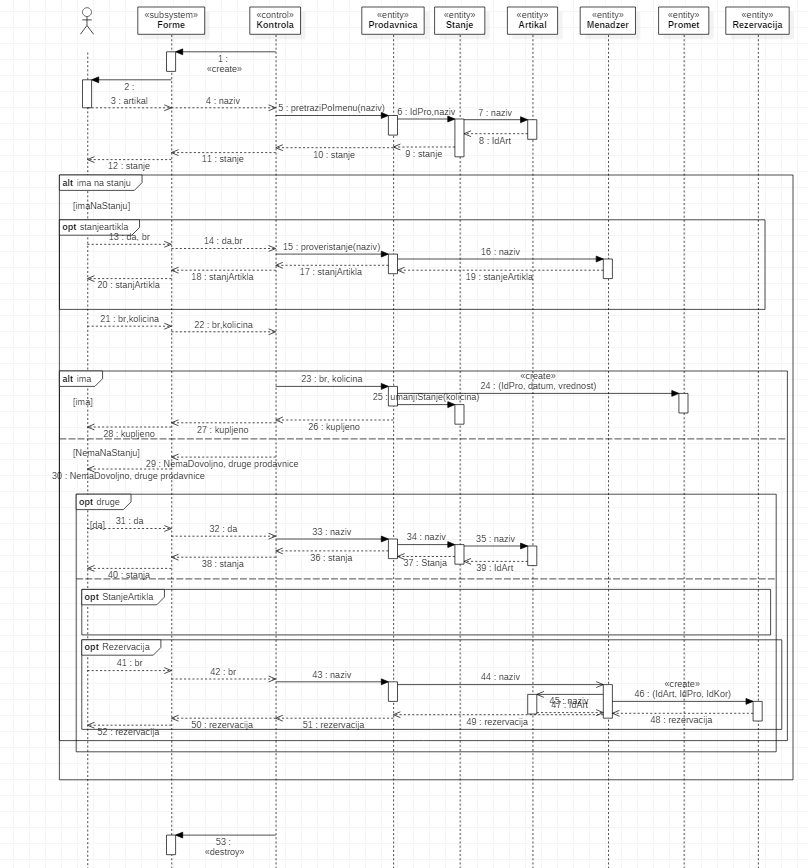 «subsystem» «control» «entity» «entity» «entity» «entity» «entity» «entity»
Forme Kontrola Prodavnica Stanje Artikal Menadzer Promet Rezervacija
1 :
«create»
2 :
3 : artikal 4 : naziv 5 : pretraziPoImenu(naziv) 6 : IdPro,naziv 7 : naziv
8 : IdArt
12 : stanje 11 : stanje 10 : stanje 9 : stanje
alt ima na stanju
[imaNaStanju]
opt stanjeartikla
13 : da, br 14 : da,br 15 : proveristanje(naziv) 16 : naziv
20 : stanjArtikla 18 : stanjArtikla 17 : stanjArtikla 19 : stanjeArtikla
21 : br,kolicina 22 : br,kolicina
alt ima
23 : br, kolicina «create»
24 : (IdPro, datum, vrednost)
[ima] 25 : umanjiStanje(kolicina)
28 : kupljeno 27 : kupljeno 26 : kupljeno
[NemaNaStanju]
29 : NemaDovoljno, druge prodavnice
30 : NemaDovoljno, druge prodavnice
opt druge
[da] 31 : da 32 : da 33 : naziv 34 : naziv 35 : naziv
40 : stanja 38 : stanja 36 : stanja 37 : Stanja 39 : IdArt
opt StanjeArtikla
opt Rezervacija
41 : br 42 : br 43 : naziv 44 : naziv
«create»
45 : naziv 46 : (IdArt, IdPro, IdKor)
47 : IdArt
52 : rezervacija 50 : rezervacija 51 : rezervacija 49 : rezervacija 48 : rezervacija
53 :
«destroy»